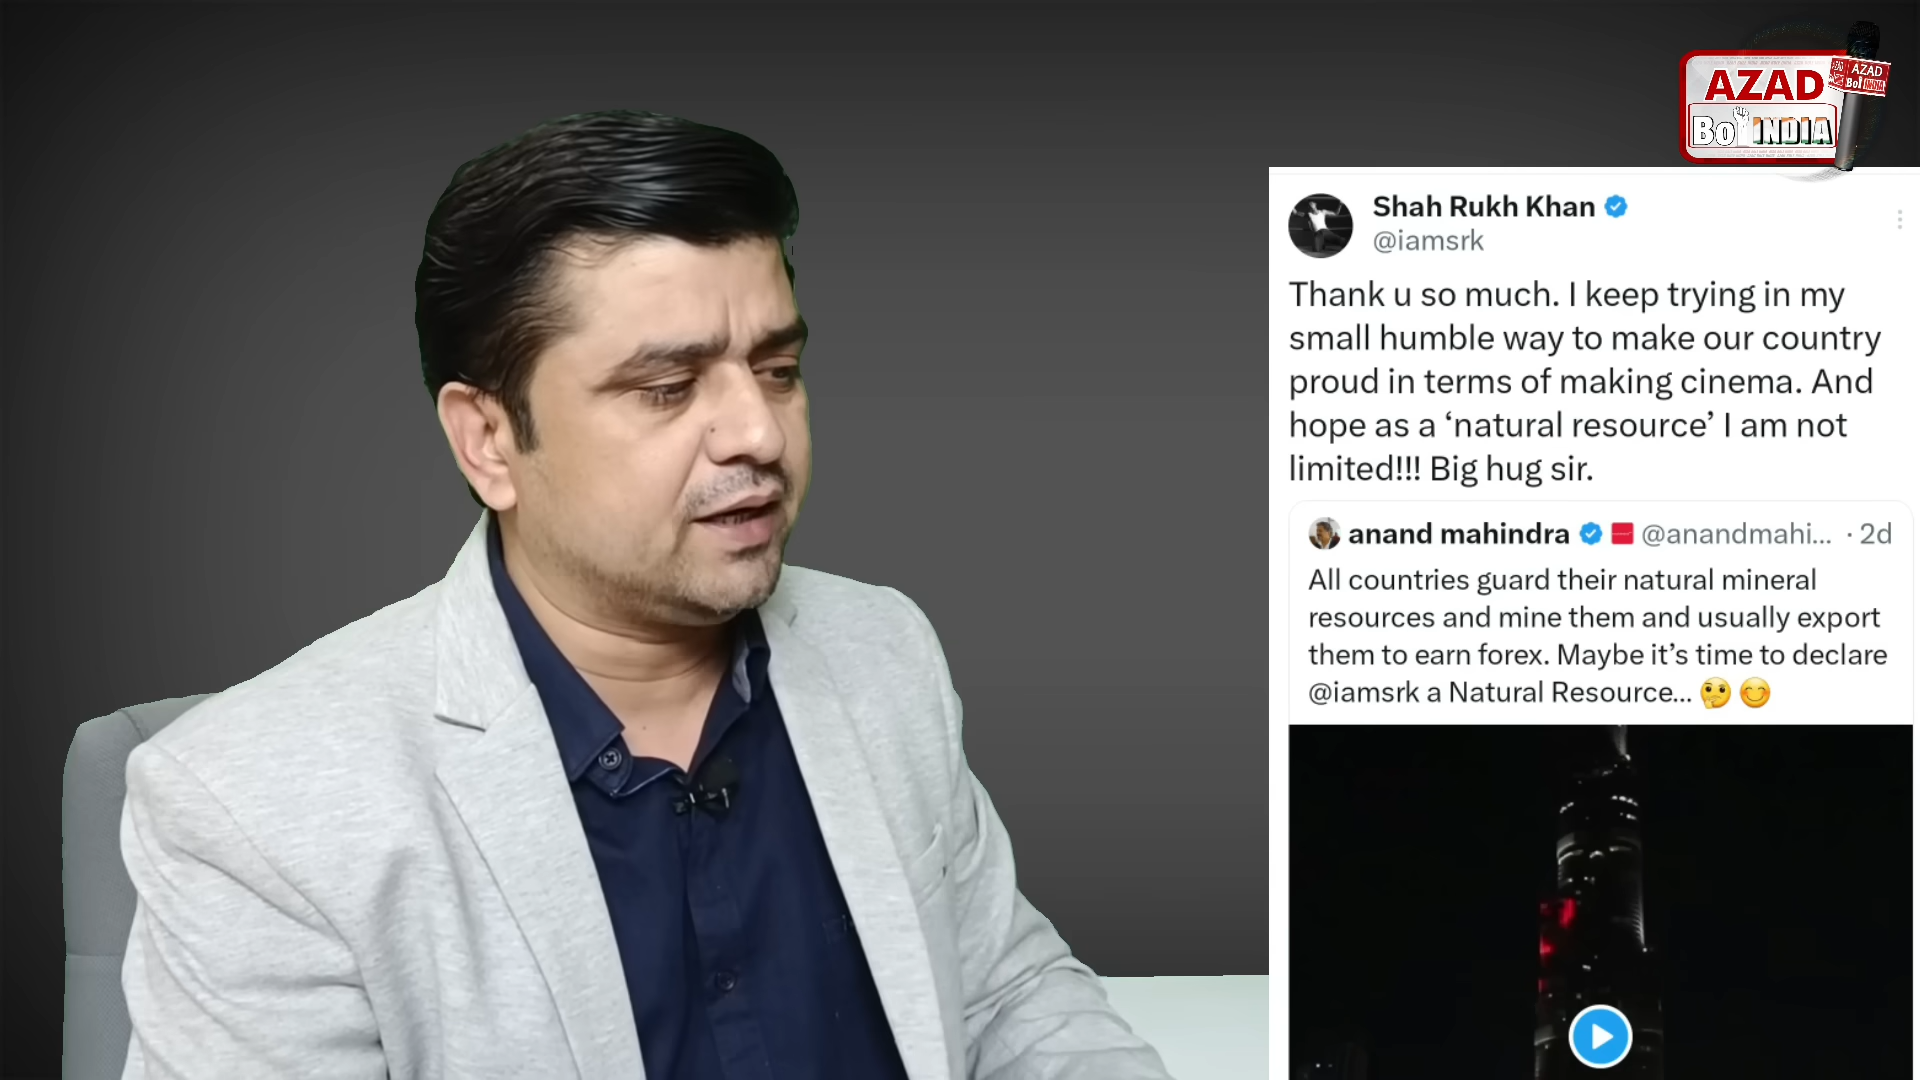 AZAD
Bol INDIA
AZAD
Bol INDIA
Shah Rukh Khan
@iamsrk
Thank u so much. I keep trying in my
small humble way to make our country
proud in terms of making cinema. And
hope as a ‘natural resource’ I am not
limited!!! Big hug sir.
anand mahindra @anandmahi... · 2d
All countries guard their natural mineral
resources and mine them and usually export
them to earn forex. Maybe it’s time to declare
@iamsrk a Natural Resource... 🤔 😊